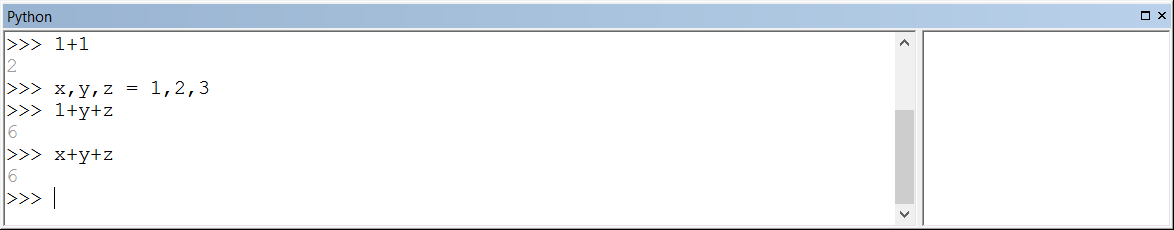 Python
>>> 1+1
2
>>> x,y,z = 1,2,3
>>> 1+y+z
6
>>> x+y+z
6
>>>